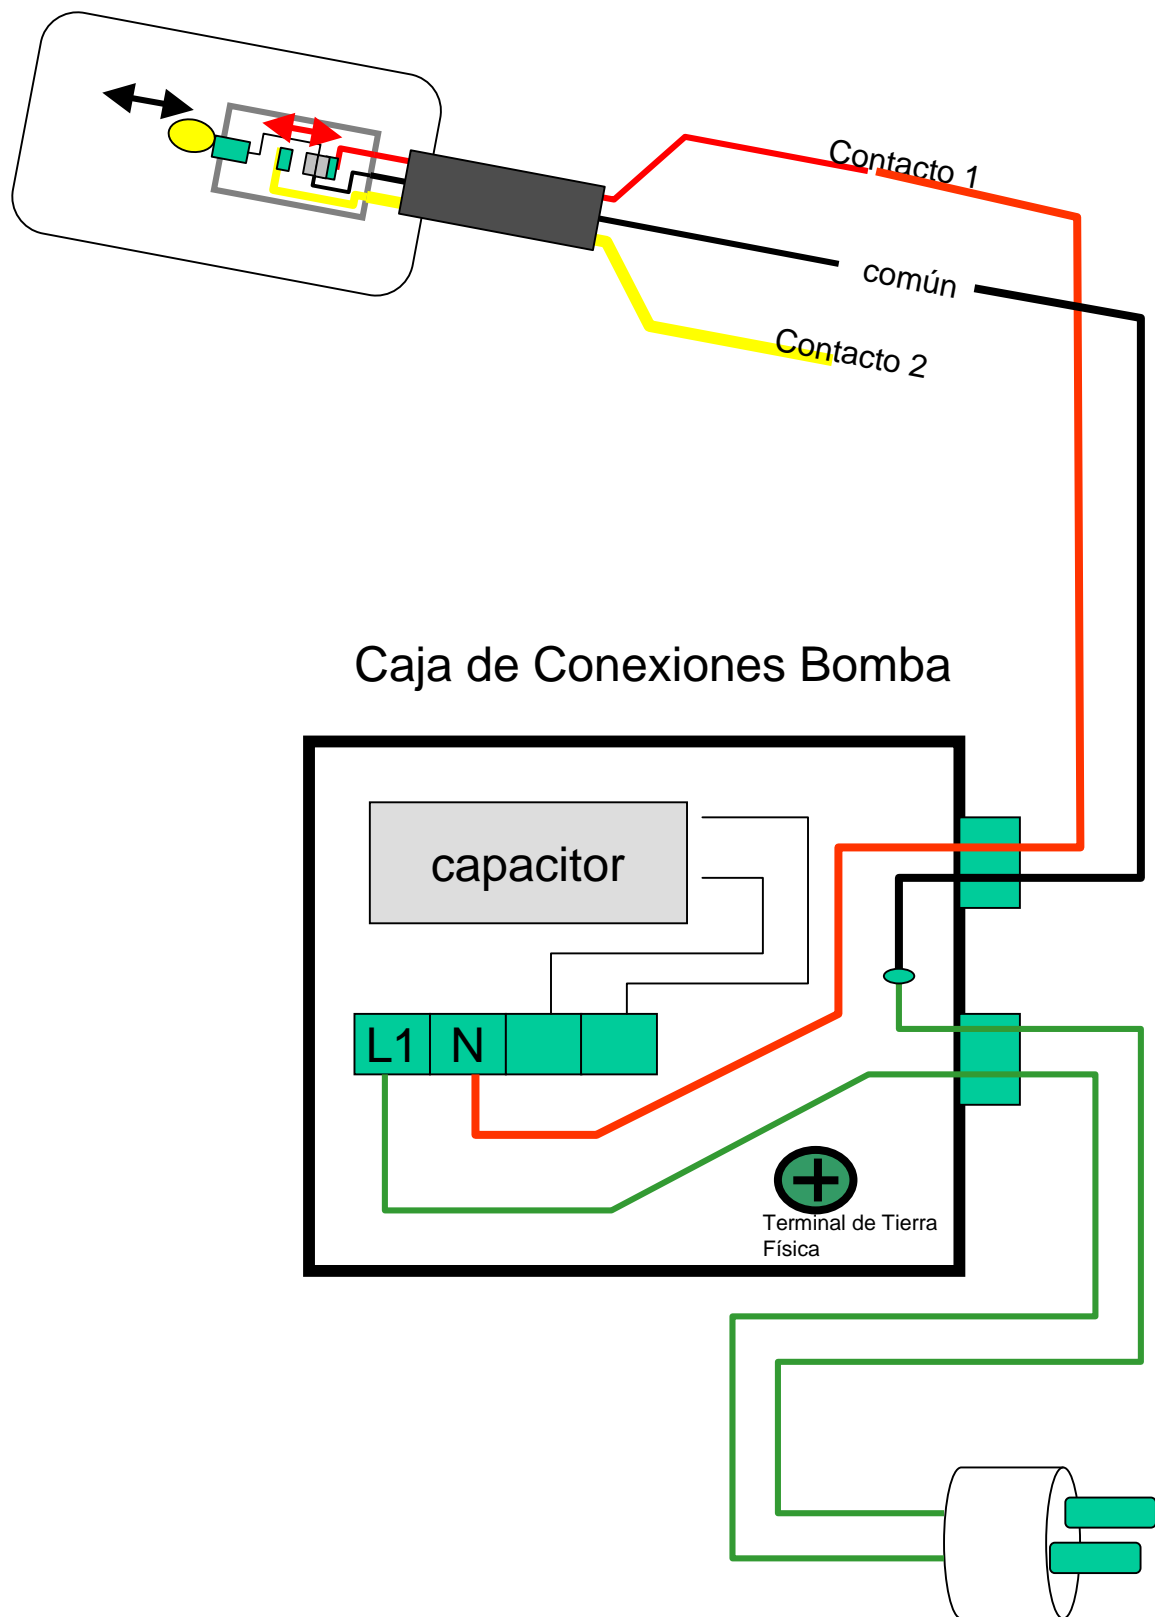 Contacto 1
común
Contacto 2
Caja de Conexiones Bomba
capacitor
L1 N
Terminal de Tierra
Física